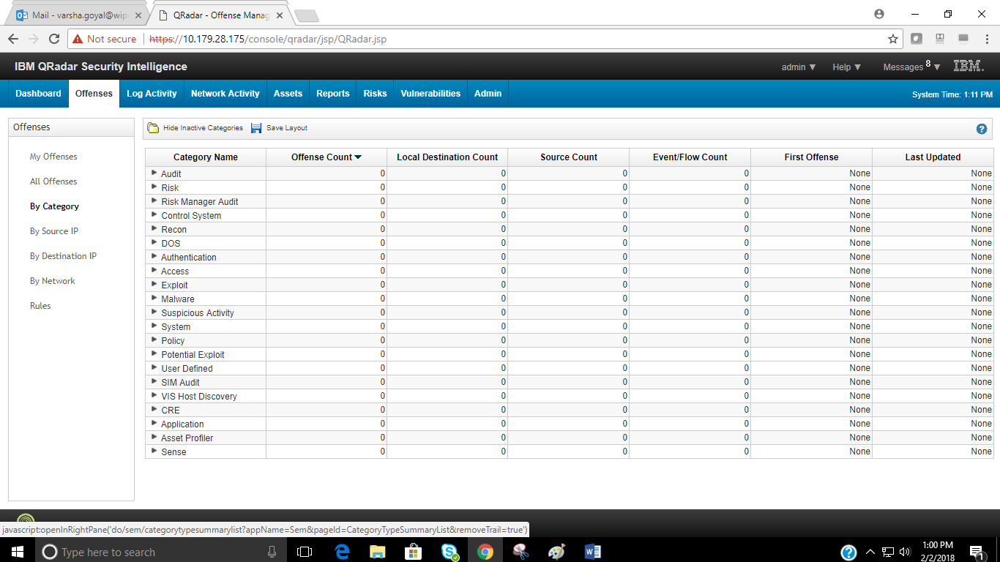 Mail - varsha.goyal@wip
QRadar - Offense Manag
Not secure https://10.179.28.175/console/qradar/jsp/QRadar.jsp
IBM QRadar Security Intelligence admin Help Messages 8 IBM.
Dashboard Offenses Log Activity Network Activity Assets Reports Risks Vulnerabilities Admin System Time: 1:11 PM
Offenses
My Offenses
All Offenses
By Category
By Source IP
By Destination IP
By Network
Rules
Hide Inactive Categories Save Layout ?
Category Name Offense Count Local Destination Count Source Count Event/Flow Count First Offense Last Updated
Audit 0 0 0 0 None None
Risk 0 0 0 0 None None
Risk Manager Audit 0 0 0 0 None None
Control System 0 0 0 0 None None
Recon 0 0 0 0 None None
DOS 0 0 0 0 None None
Authentication 0 0 0 0 None None
Access 0 0 0 0 None None
Exploit 0 0 0 0 None None
Malware 0 0 0 0 None None
Suspicious Activity 0 0 0 0 None None
System 0 0 0 0 None None
Policy 0 0 0 0 None None
Potential Exploit 0 0 0 0 None None
User Defined 0 0 0 0 None None
SIM Audit 0 0 0 0 None None
VIS Host Discovery 0 0 0 0 None None
CRE 0 0 0 0 None None
Application 0 0 0 0 None None
Asset Profiler 0 0 0 0 None None
Sense 0 0 0 0 None None
javascript:openInRightPane('do/sem/categorytypesummarylist?appName=Sem&pageId=CategoryTypeSummaryList&removeTrail=true')
Type here to search
1:00 PM
2/2/2018
1